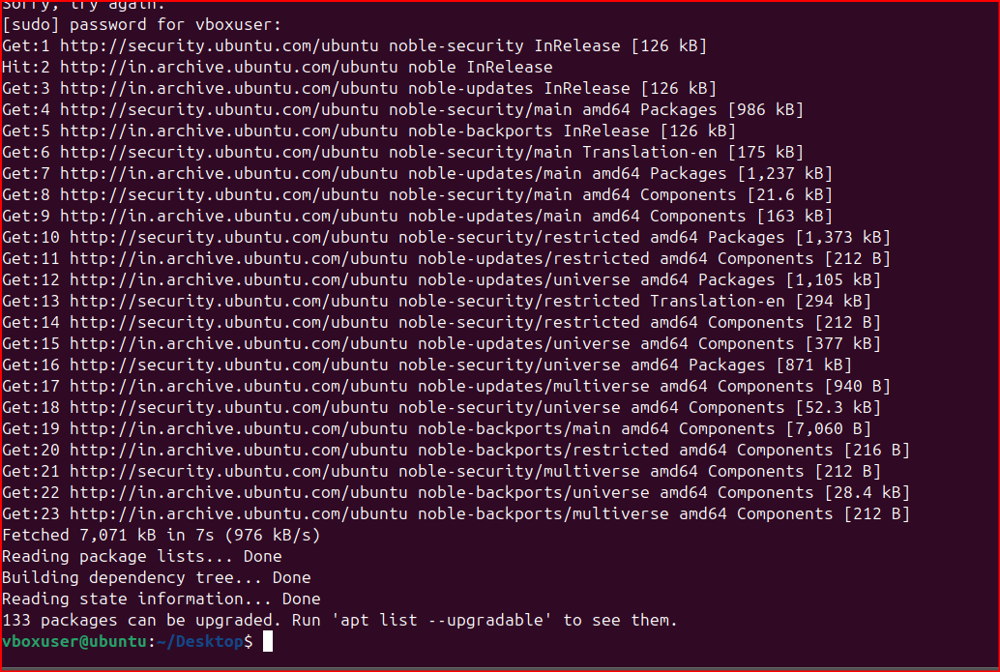 Sorry, try again.
[sudo] password for vboxuser:
Get:1 http://security.ubuntu.com/ubuntu noble-security InRelease [126 kB]
Hit:2 http://in.archive.ubuntu.com/ubuntu noble InRelease
Get:3 http://in.archive.ubuntu.com/ubuntu noble-updates InRelease [126 kB]
Get:4 http://security.ubuntu.com/ubuntu noble-security/main amd64 Packages [986 kB]
Get:5 http://in.archive.ubuntu.com/ubuntu noble-backports InRelease [126 kB]
Get:6 http://security.ubuntu.com/ubuntu noble-security/main Translation-en [175 kB]
Get:7 http://in.archive.ubuntu.com/ubuntu noble-updates/main amd64 Packages [1,237 kB]
Get:8 http://security.ubuntu.com/ubuntu noble-security/main amd64 Components [21.6 kB]
Get:9 http://in.archive.ubuntu.com/ubuntu noble-updates/main amd64 Components [163 kB]
Get:10 http://security.ubuntu.com/ubuntu noble-security/restricted amd64 Packages [1,373 kB]
Get:11 http://in.archive.ubuntu.com/ubuntu noble-updates/restricted amd64 Components [212 B]
Get:12 http://in.archive.ubuntu.com/ubuntu noble-updates/universe amd64 Packages [1,105 kB]
Get:13 http://security.ubuntu.com/ubuntu noble-security/restricted Translation-en [294 kB]
Get:14 http://security.ubuntu.com/ubuntu noble-security/restricted amd64 Components [212 B]
Get:15 http://in.archive.ubuntu.com/ubuntu noble-updates/universe amd64 Components [377 kB]
Get:16 http://security.ubuntu.com/ubuntu noble-security/universe amd64 Packages [871 kB]
Get:17 http://in.archive.ubuntu.com/ubuntu noble-updates/multiverse amd64 Components [940 B]
Get:18 http://security.ubuntu.com/ubuntu noble-security/universe amd64 Components [52.3 kB]
Get:19 http://in.archive.ubuntu.com/ubuntu noble-backports/main amd64 Components [7,060 B]
Get:20 http://in.archive.ubuntu.com/ubuntu noble-backports/restricted amd64 Components [216 B]
Get:21 http://security.ubuntu.com/ubuntu noble-security/multiverse amd64 Components [212 B]
Get:22 http://in.archive.ubuntu.com/ubuntu noble-backports/universe amd64 Components [28.4 kB]
Get:23 http://in.archive.ubuntu.com/ubuntu noble-backports/multiverse amd64 Components [212 B]
Fetched 7,071 kB in 7s (976 kB/s)
Reading package lists... Done
Building dependency tree... Done
Reading state information... Done
133 packages can be upgraded. Run 'apt list --upgradable' to see them.
vboxuser@ubuntu:~/Desktop$